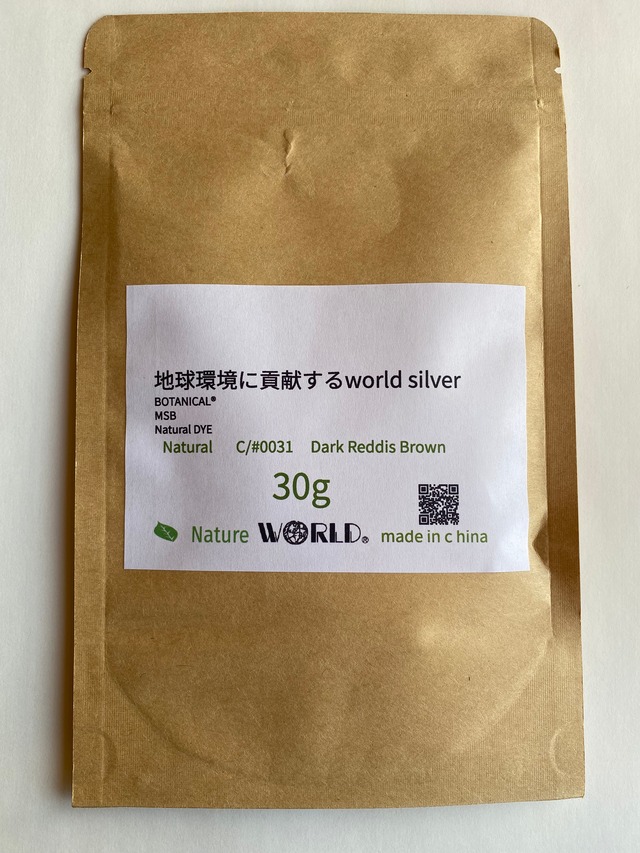 地球環境に貢献するworld silver
BOTANICAL®
MSB
Natural DYE
Natural C/#0031 Dark Reddis Brown
30g
Nature WORLD® made in c hina